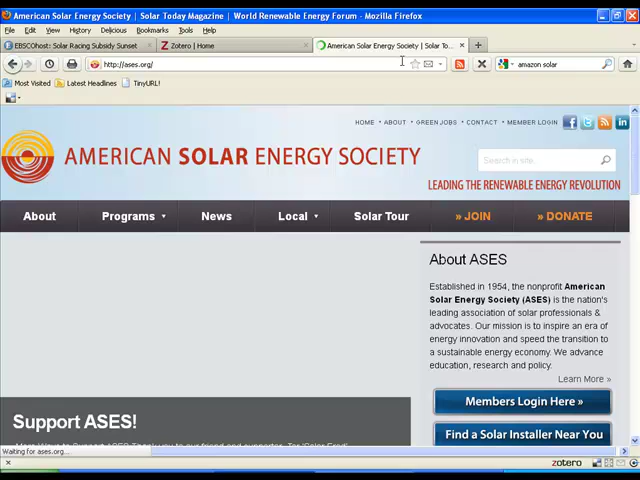 American Solar Energy Society | Solar Today Magazine | World Renewable Energy Forum - Mozilla Firefox
File Edit View History Bookmarks Delicious Tools Help
EBSCOhost: Solar Racing Subsidy Sunset
Zotero | Home
American Solar Energy Society | Solar To...
http://ases.org/
amazon solar
Most Visited Latest Headlines TinyURL!
HOME • ABOUT • GREEN JOBS • CONTACT • MEMBER LOGIN
AMERICAN SOLAR ENERGY SOCIETY
Search in site...
LEADING THE RENEWABLE ENERGY REVOLUTION
About Programs News Local Solar Tour » JOIN » DONATE
About ASES
Established in 1954, the nonprofit American
Solar Energy Society (ASES) is the nation's
leading association of solar professionals &
advocates. Our mission is to inspire an era of
energy innovation and speed the transition to
a sustainable energy economy. We advance
education, research and policy.
Learn More »
Members Login Here »
Find a Solar Installer Near You
Support ASES!
Waiting for ases.org...
zotero